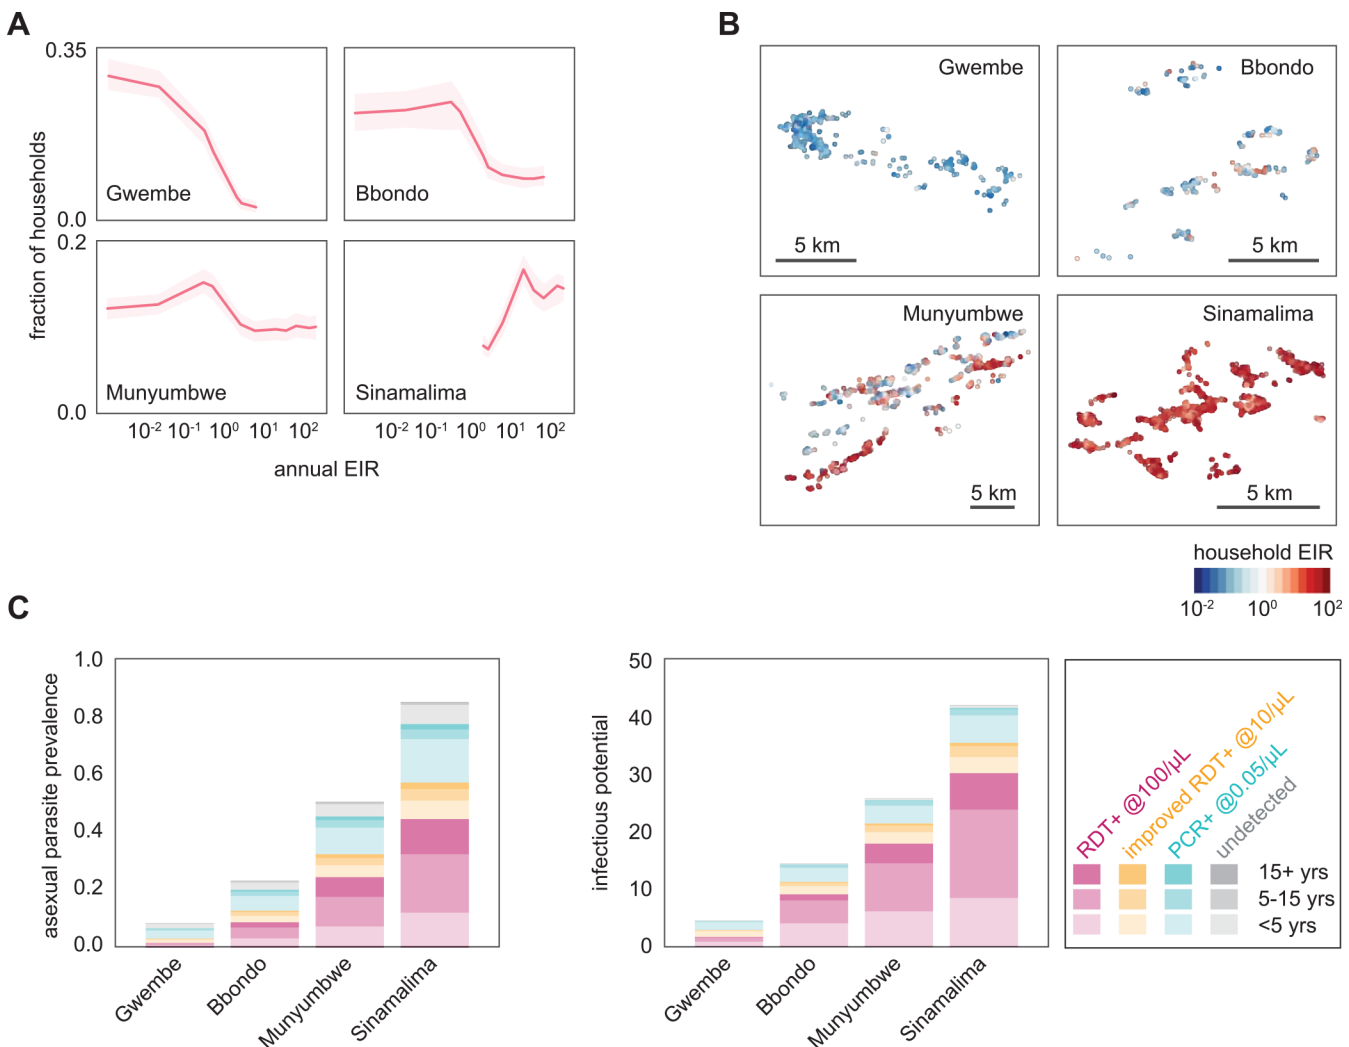 A
B
0.35
0.0
0.2
0.0
fraction of households
Gwembe
Bbondo
Munyumbwe
Sinamalima
10-2 10-1 100 101 102
10-2 10-1 100 101 102
annual EIR
Gwembe
5 km
Bbondo
5 km
Munyumbwe
5 km
Sinamalima
5 km
household EIR
10-2 100 102
C
asexual parasite prevalence
1.0
0.8
0.6
0.4
0.2
0.0
Gwembe
Bbondo
Munyumbwe
Sinamalima
infectious potential
50
40
30
20
10
0
Gwembe
Bbondo
Munyumbwe
Sinamalima
RDT+ @100/µL
improved RDT+ @10/µL
PCR+ @0.05/µL
undetected
15+ yrs
5-15 yrs
<5 yrs